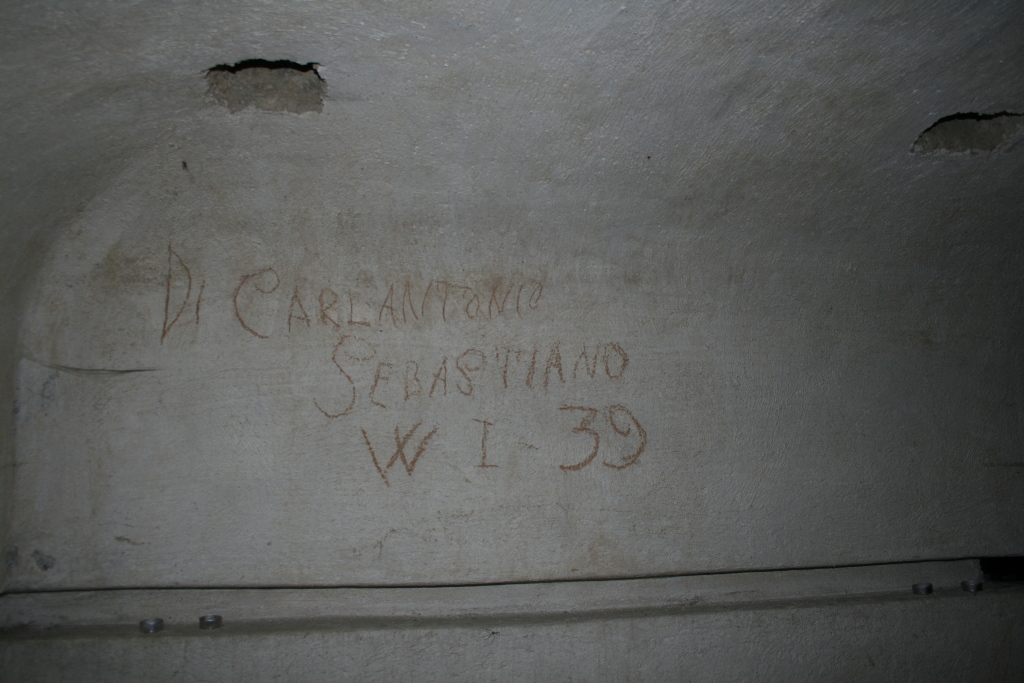 DI CARLANTONIO
SEBASTIANO
W I - 39